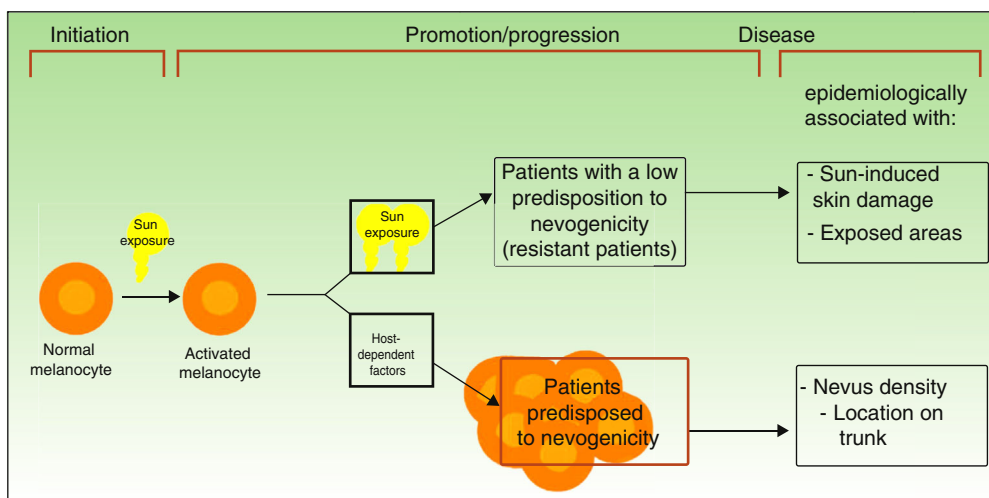 Initiation
Promotion/progression
Disease
epidemiologically
associated with:
Sun
exposure
Normal
melanocyte
Activated
melanocyte
Sun
exposure
Patients with a low
predisposition to
nevogenicity
(resistant patients)
- Sun-induced
skin damage
- Exposed areas
Host-
dependent
factors
Patients
predisposed
to nevogenicity
- Nevus density
- Location on
trunk